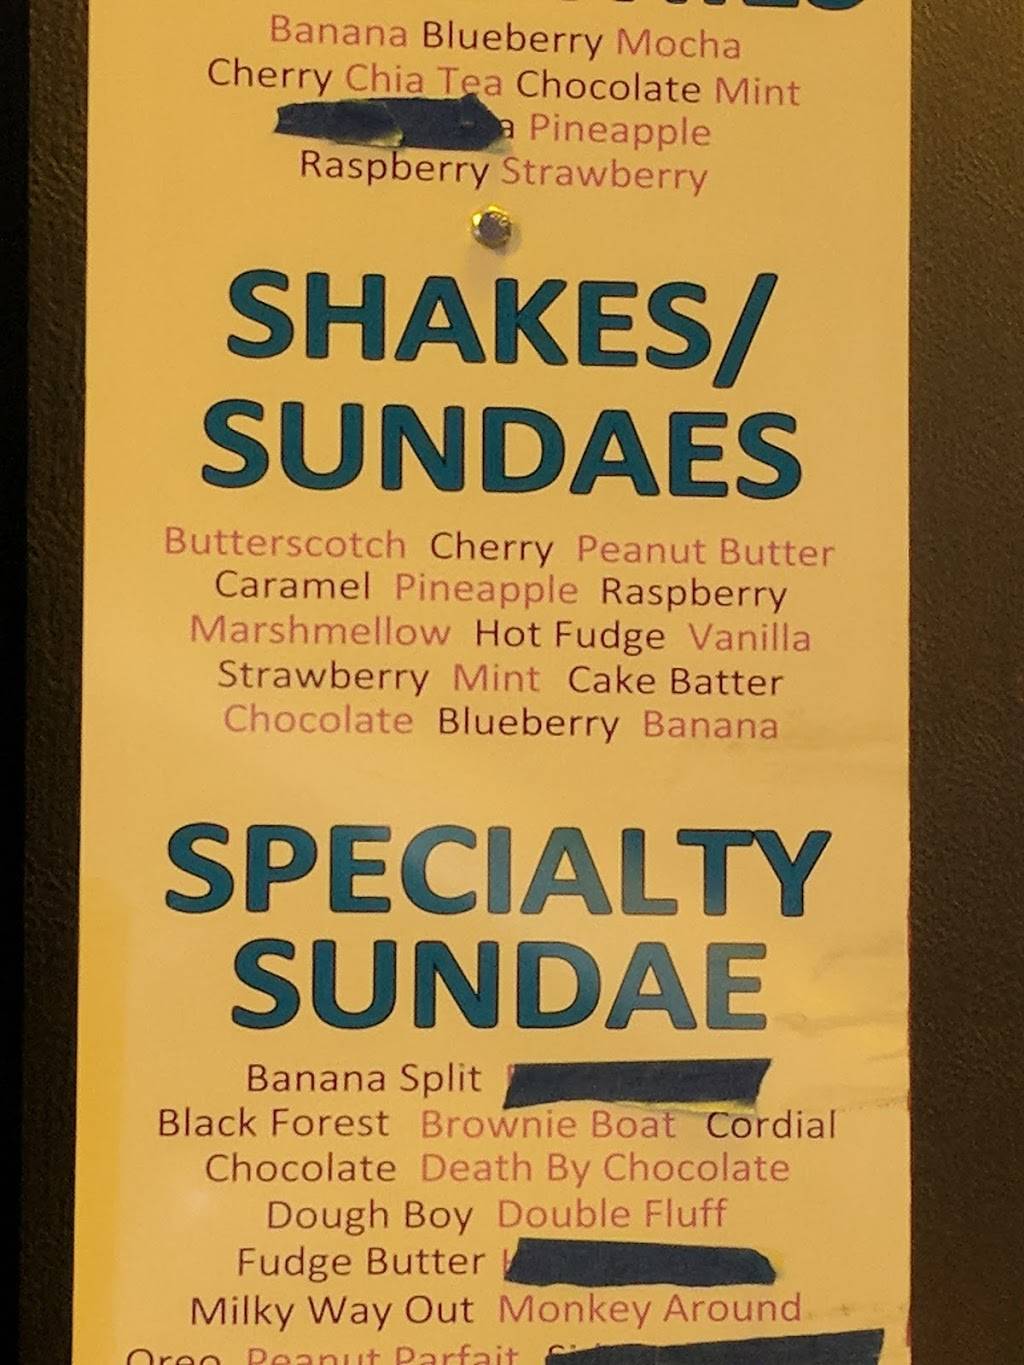 Banana Blueberry Mocha
Cherry Chia Tea Chocolate Mint
Pineapple
Raspberry Strawberry
SHAKES/
SUNDAES
Butterscotch Cherry Peanut Butter
Caramel Pineapple Raspberry
Marshmellow Hot Fudge Vanilla
Strawberry Mint Cake Batter
Chocolate Blueberry Banana
SPECIALTY
SUNDAE
Banana Split
Black Forest Brownie Boat Cordial
Chocolate Death By Chocolate
Dough Boy Double Fluff
Fudge Butter
Milky Way Out Monkey Around
Oreo Peanut Parfait